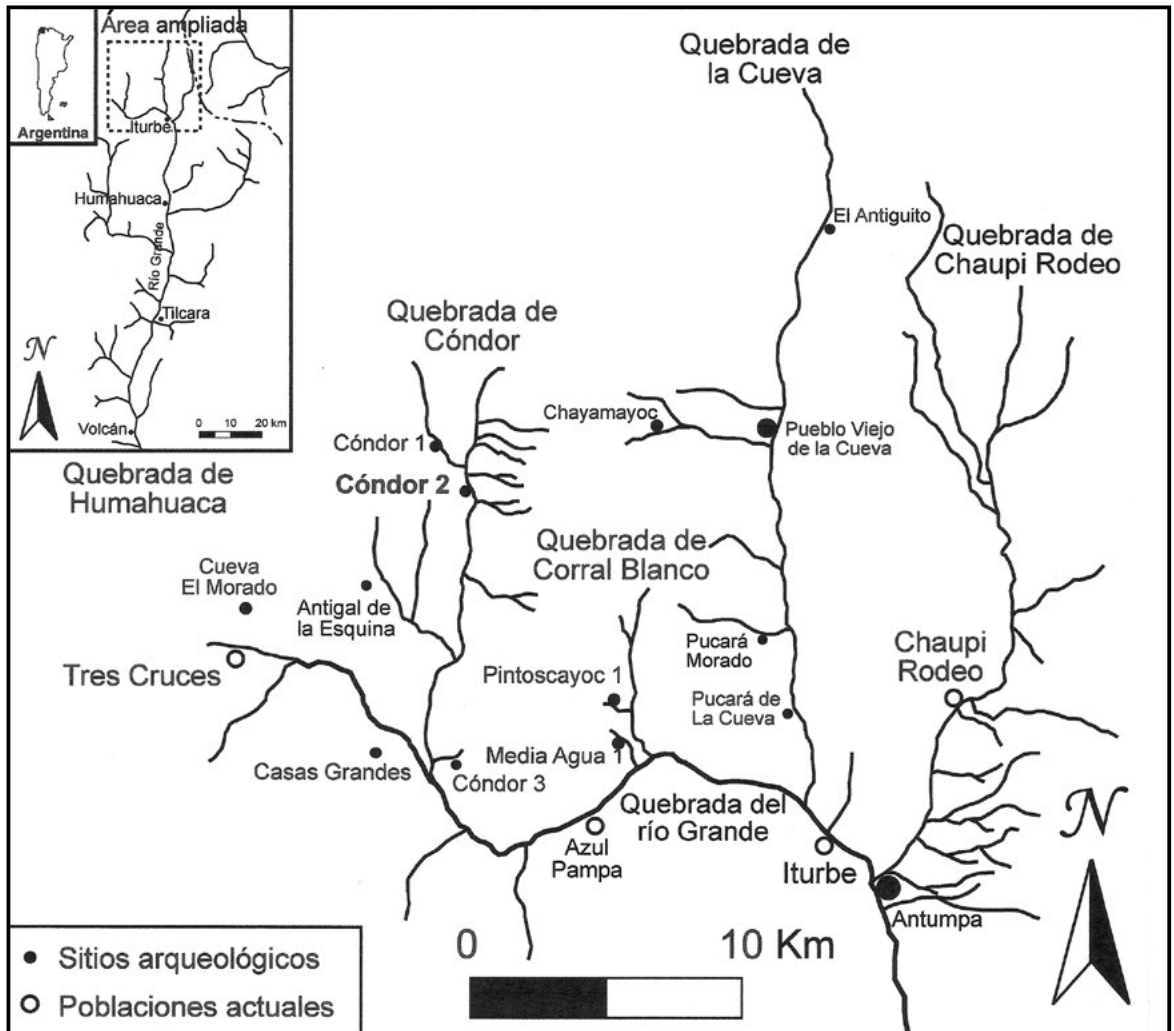 Área ampliada
Argentina
Iturbe
Humahuaca
Río Grande
Tilcara
N
Volcán
0 10 20 km
Quebrada de
Humahuaca
Quebrada de
la Cueva
El Antiguito
Quebrada de
Chaupi Rodeo
Quebrada de
Cóndor
Chayamayoc
Pueblo Viejo
de la Cueva
Cóndor 1
Cóndor 2
Quebrada de
Corral Blanco
Cueva
El Morado
Antigal de
la Esquina
Tres Cruces
Pintoscayoc 1
Pucará
Morado
Chaupi
Rodeo
Pucará de
La Cueva
Casas Grandes
Cóndor 3
Media Agua 1
Quebrada del
río Grande
Azul
Pampa
Iturbe
Antumpa
N
0 10 Km
Sitios arqueológicos
Poblaciones actuales